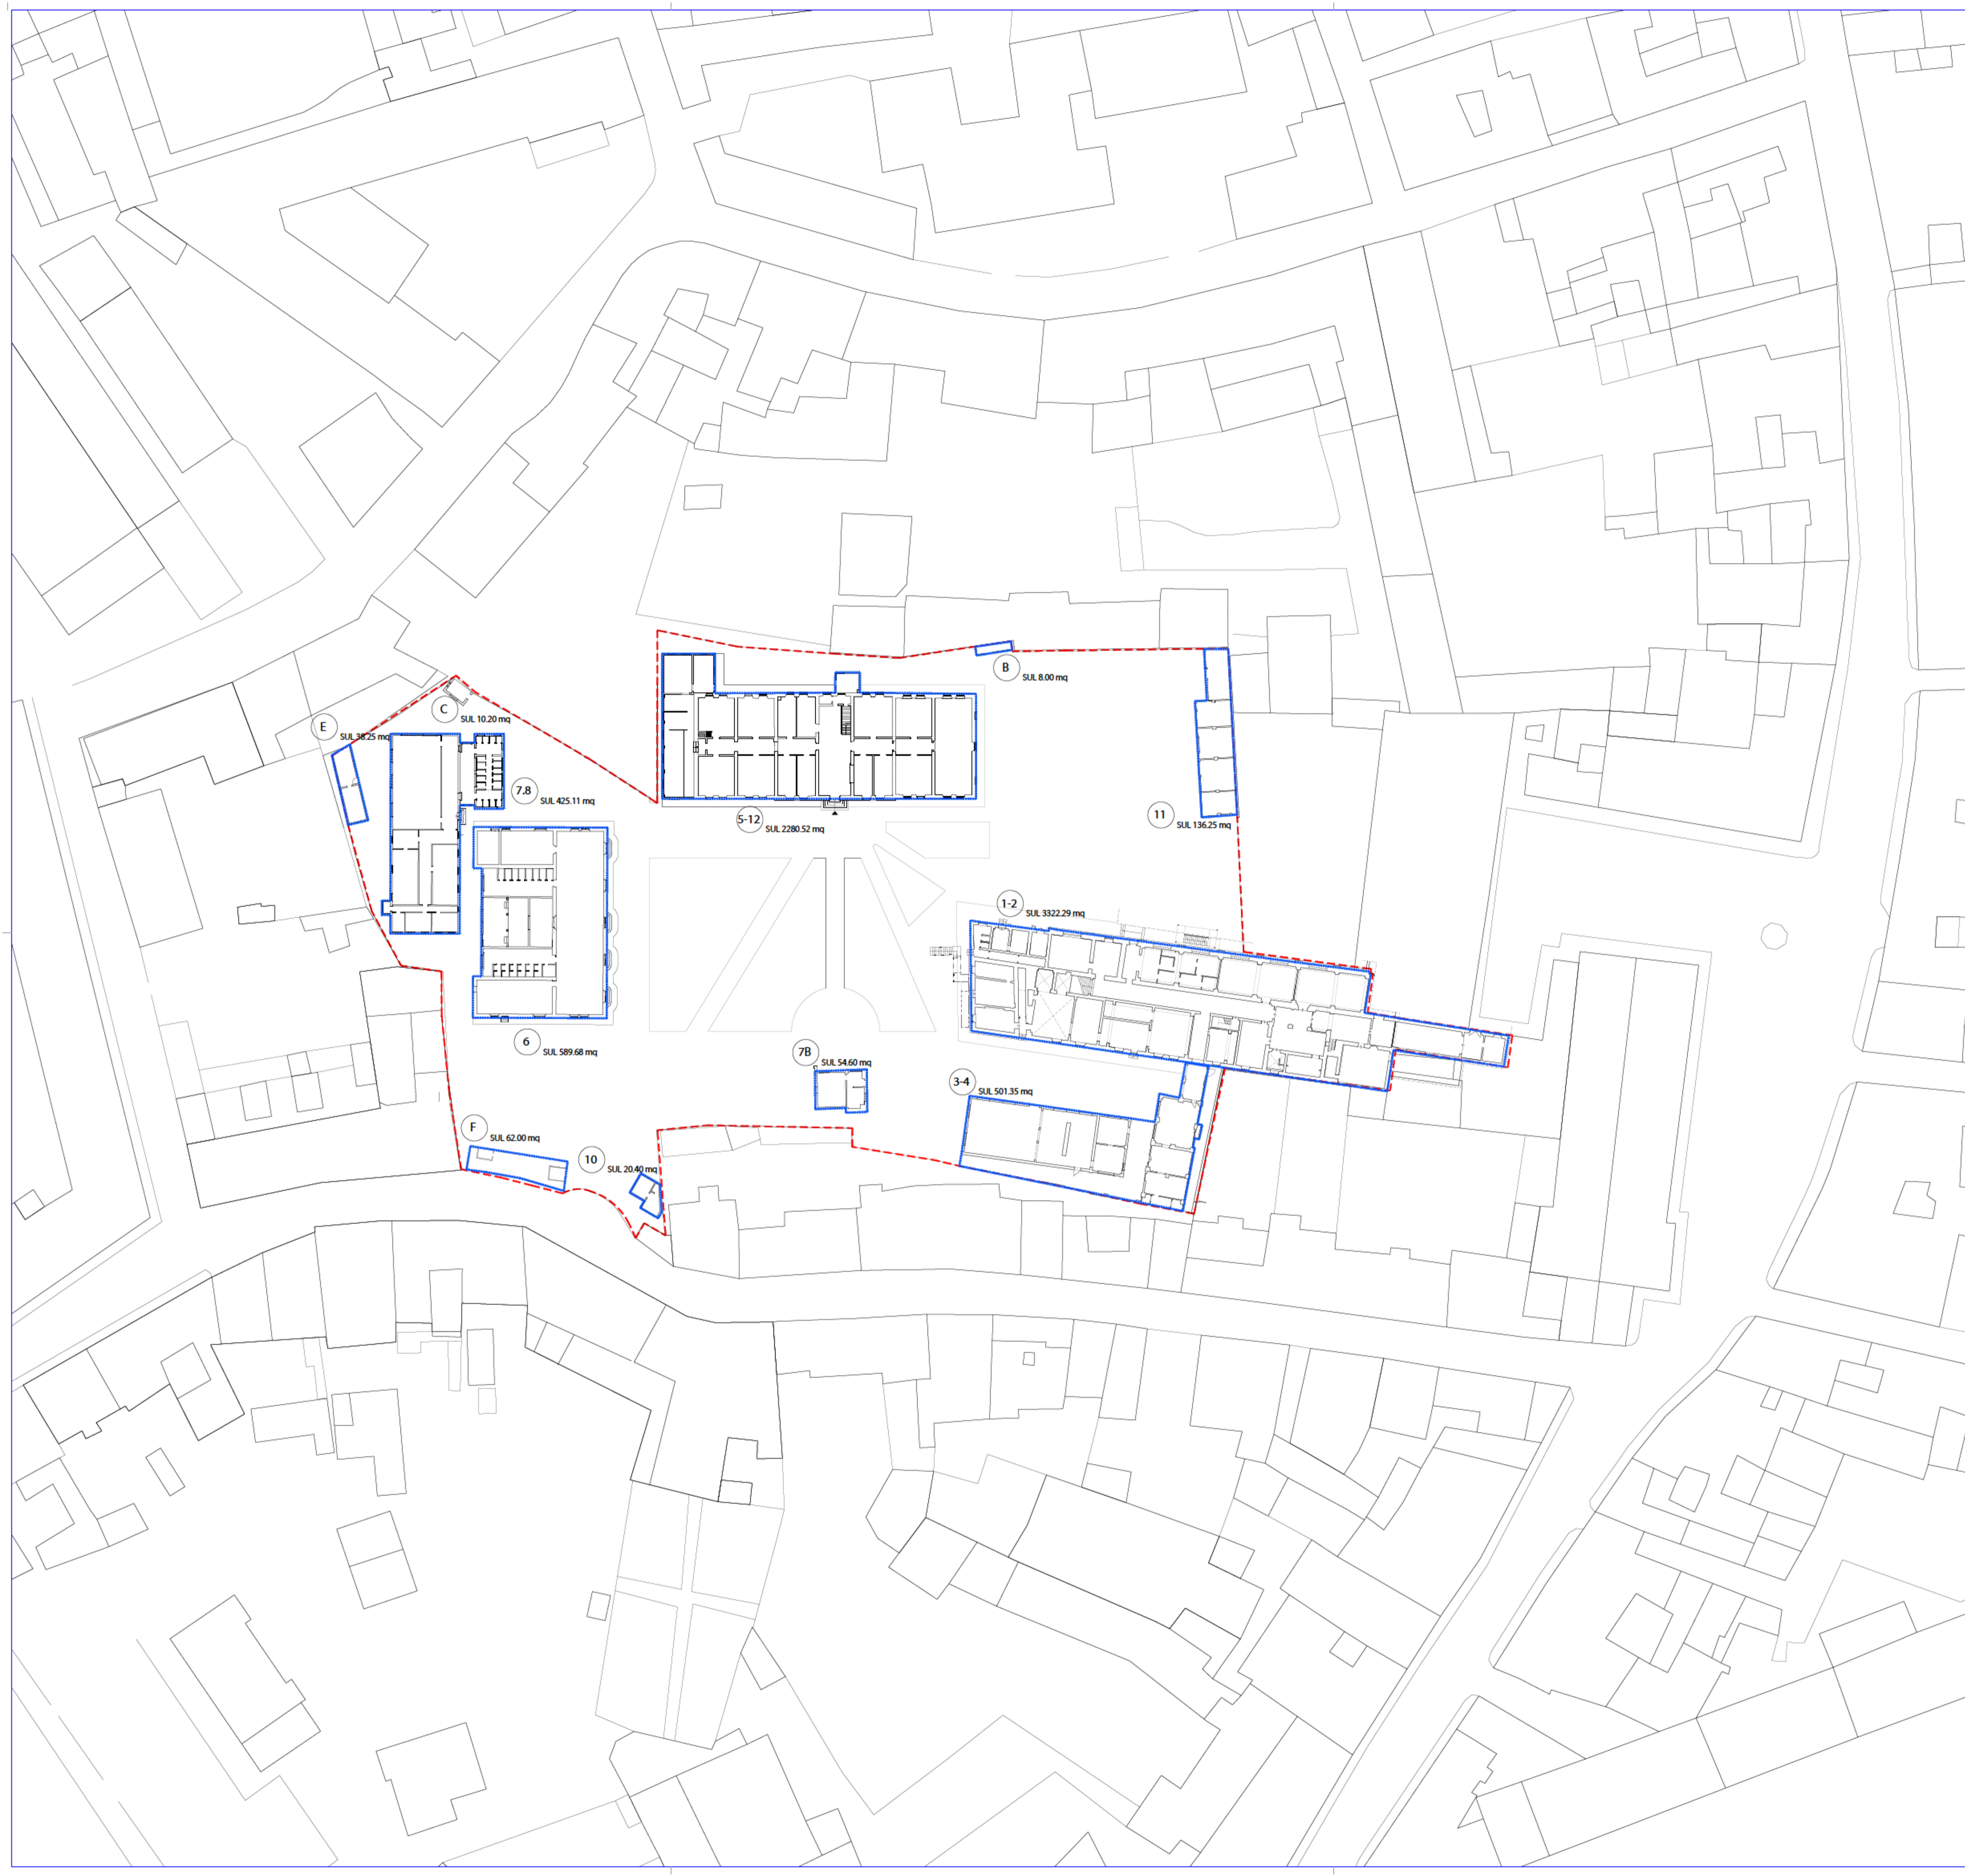 B
SUL 8.00 mq
C
SUL 10.20 mq
E
SUL 38.25 mq
7.8
SUL 425.11 mq
5-12
SUL 2280.52 mq
11
SUL 136.25 mq
1-2
SUL 3322.29 mq
6
SUL 589.68 mq
7B
SUL 54.60 mq
3-4
SUL 501.35 mq
F
SUL 62.00 mq
10
SUL 20.40 mq